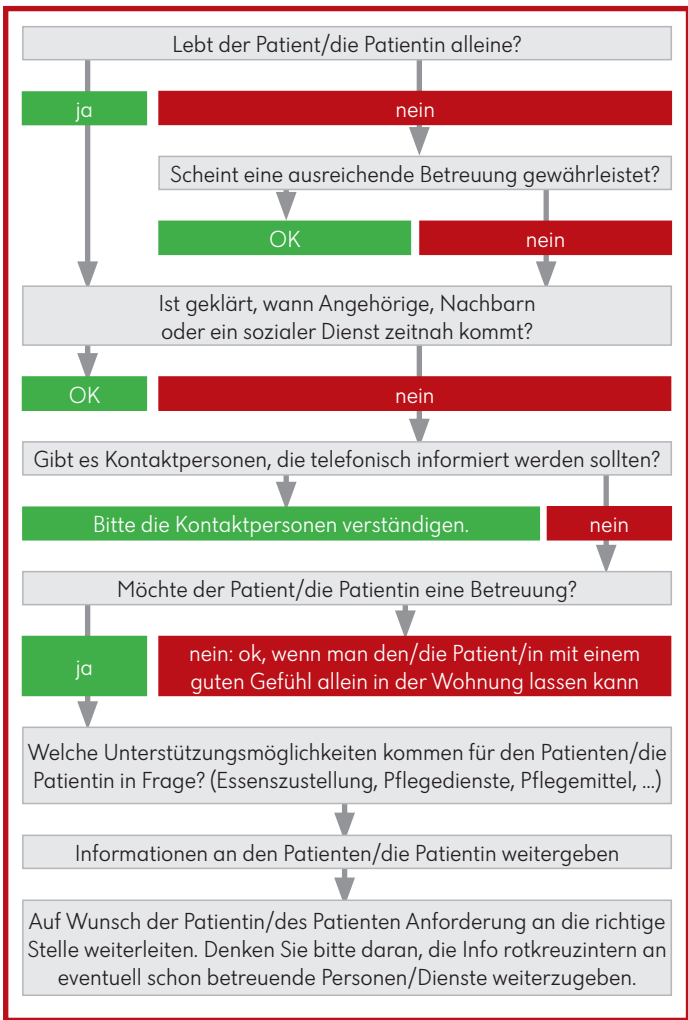 Lebt der Patient/die Patientin alleine?
ja
nein
Scheint eine ausreichende Betreuung gewährleistet?
OK
nein
Ist geklärt, wann Angehörige, Nachbarn
oder ein sozialer Dienst zeitnah kommt?
OK
nein
Gibt es Kontaktpersonen, die telefonisch informiert werden sollten?
Bitte die Kontaktpersonen verständigen.
nein
Möchte der Patient/die Patientin eine Betreuung?
ja
nein: ok, wenn man den/die Patient/in mit einem
guten Gefühl allein in der Wohnung lassen kann
Welche Unterstützungsmöglichkeiten kommen für den Patienten/die
Patientin in Frage? (Essenszustellung, Pflegedienste, Pflegemittel, ...)
Informationen an den Patienten/die Patientin weitergeben
Auf Wunsch der Patientin/des Patienten Anforderung an die richtige
Stelle weiterleiten. Denken Sie bitte daran, die Info rotkreuzintern an
eventuell schon betreuende Personen/Dienste weiterzugeben.